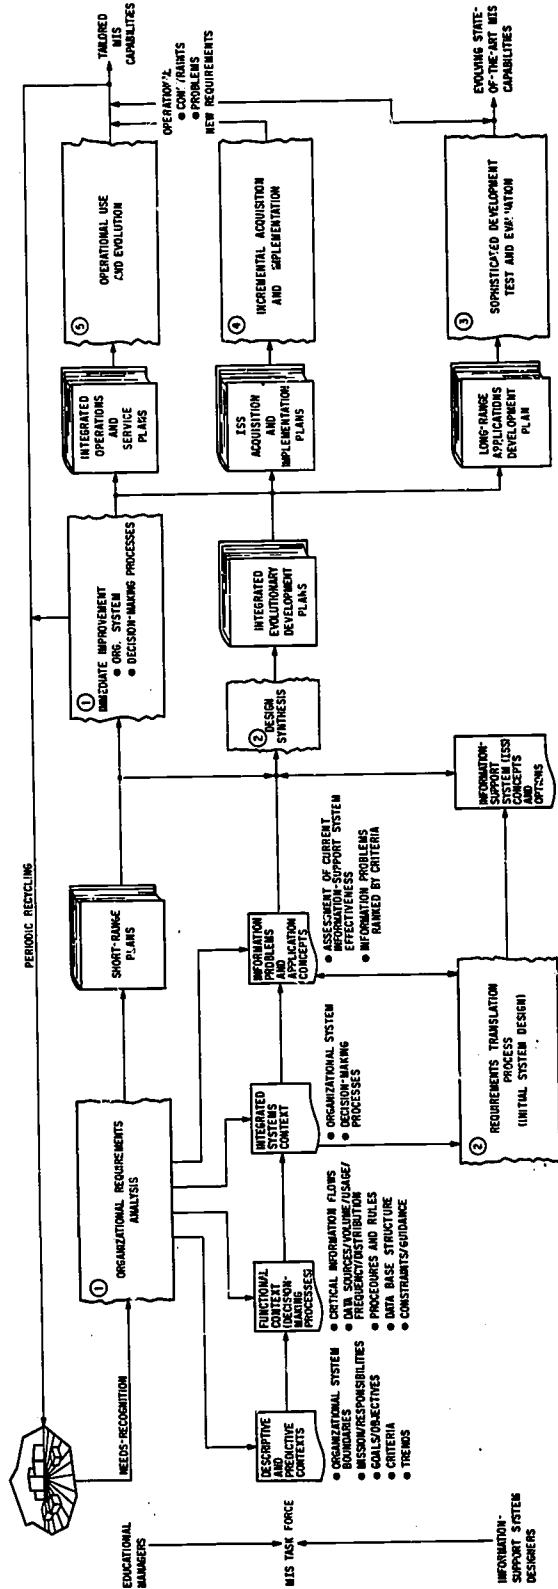 PERIODIC RECYCLING
TAILORED
MIS
CAPABILITIES
EDUCATIONAL
MANAGERS
NEEDS-RECOGNITION
①
ORGANIZATIONAL REQUIREMENTS
ANALYSIS
SHORT-RANGE
PLANS
①
IMMEDIATE IMPROVEMENT
● ORG. SYSTEM
● DECISION-MAKING PROCESSES
INTEGRATED
OPERATIONS
AND
SERVICE
PLANS
⑤
OPERATIONAL USE
AND EVOLUTION
OPERATIONAL
● CONSTRAINTS
● PROBLEMS
NEW REQUIREMENTS
MIS TASK FORCE
DESCRIPTIVE
AND
PREDICTIVE
CONTEXTS
● ORGANIZATIONAL SYSTEM
BOUNDARIES
● MISSION/RESPONSIBILITIES
● GOALS/OBJECTIVES
● CRITERIA
● TRENDS
FUNCTIONAL
CONTEXT
(DECISION-
MAKING
PROCESSES)
● CRITICAL INFORMATION FLOWS
● DATA SOURCES/VOLUME/USAGE/
FREQUENCY/DISTRIBUTION
● PROCEDURES AND RULES
● DATA BASE STRUCTURE
● CONSTRAINTS/GUIDANCE
INTEGRATED
SYSTEMS
CONTEXT
● ORGANIZATIONAL SYSTEM
● DECISION-MAKING
PROCESSES
INFORMATION
PROBLEMS
AND
APPLICATION
CONCEPTS
● ASSESSMENT OF CURRENT
INFORMATION-SUPPORT SYSTEM
EFFECTIVENESS
● INFORMATION PROBLEMS
RANKED BY CRITERIA
②
DESIGN
SYNTHESIS
INTEGRATED
EVOLUTIONARY
DEVELOPMENT
PLANS
ISS
ACQUISITION
AND
IMPLEMENTATION
PLANS
④
INCREMENTAL ACQUISITION
AND IMPLEMENTATION
INFORMATION-
SUPPORT SYSTEM
DESIGNERS
②
REQUIREMENTS TRANSLATION
PROCESS
(INITIAL SYSTEM DESIGN)
INFORMATION-
SUPPORT
SYSTEM (ISS)
CONCEPTS
AND
OPTIONS
LONG-RANGE
APPLICATIONS
DEVELOPMENT
PLAN
③
SOPHISTICATED DEVELOPMENT
TEST AND EVALUATION
EVOLVING STATE-
OF-THE-ART MIS
CAPABILITIES